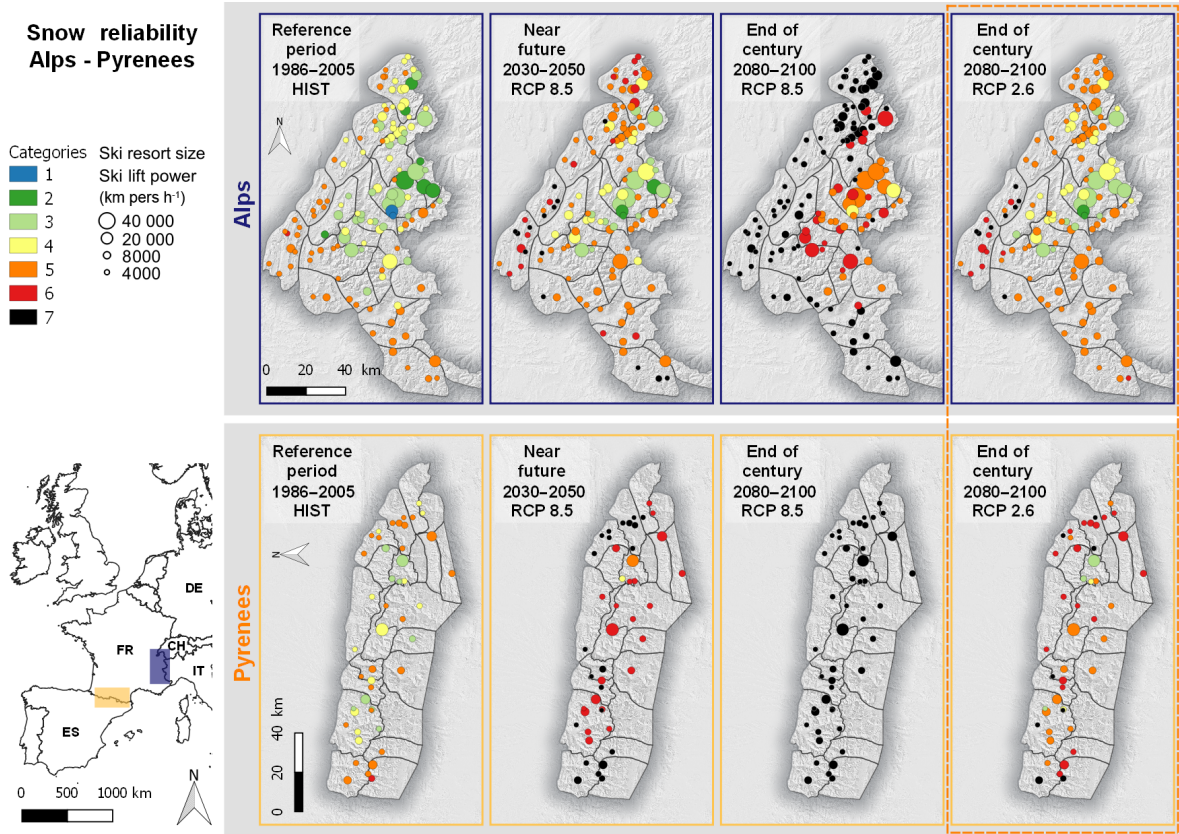 Snow reliability
Alps - Pyrenees
Categories
1
2
3
4
5
6
7
Ski resort size
Ski lift power
(km pers h⁻¹)
40 000
20 000
8000
4000
Alps
Reference
period
1986–2005
HIST
N
0 20 40 km
Near
future
2030–2050
RCP 8.5
End of
century
2080–2100
RCP 8.5
End of
century
2080–2100
RCP 2.6
Pyrenees
Reference
period
1986–2005
HIST
N
0 20 40 km
Near
future
2030–2050
RCP 8.5
End of
century
2080–2100
RCP 8.5
End of
century
2080–2100
RCP 2.6
DE
FR
CH
IT
ES
N
0 500 1000 km